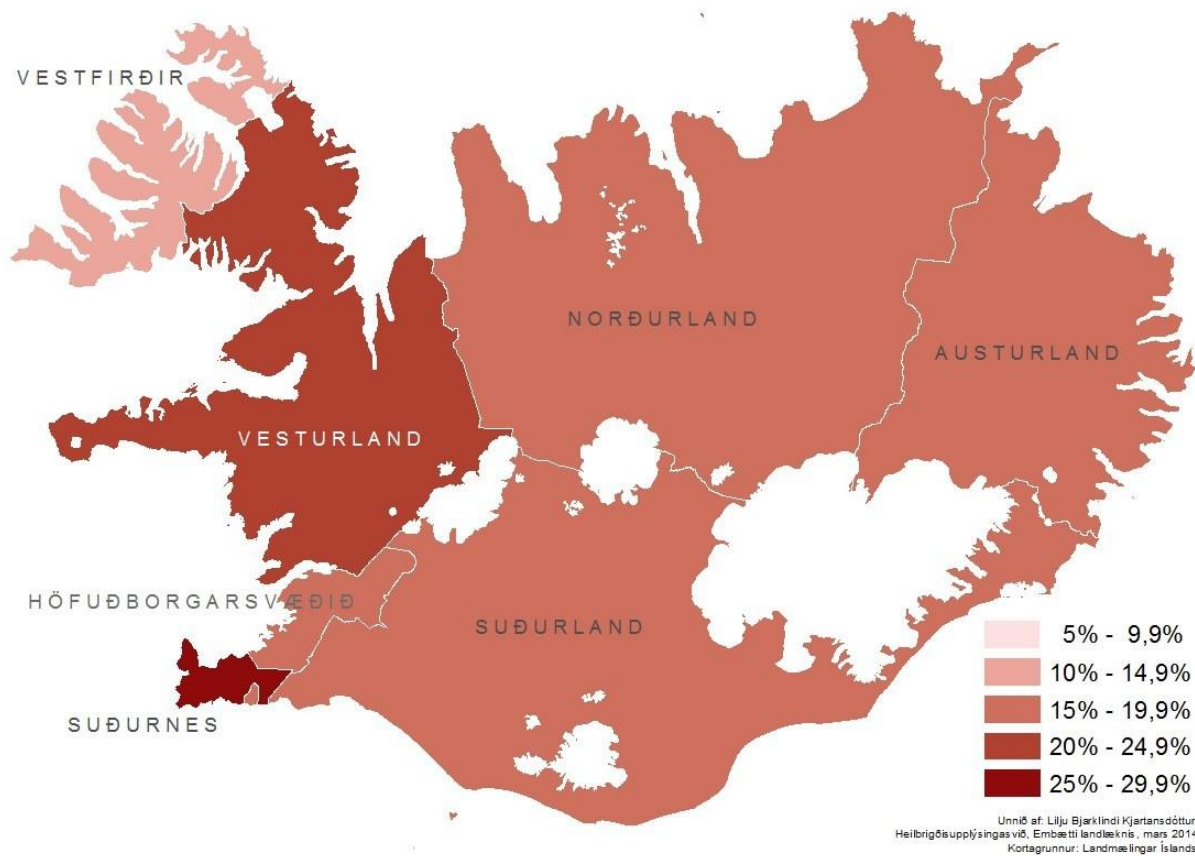 VESTFIRÐIR
NORÐURLAND
AUSTURLAND
VESTURLAND
HÖFUÐBORGARSVÆÐIÐ
SUÐURLAND
SUÐURNES
5% - 9,9%
10% - 14,9%
15% - 19,9%
20% - 24,9%
25% - 29,9%
Unnið af: Lilju Bjarklindi Kjartansdóttur
Heilbrigðisupplýsingasvið, Embætti landlæknis, mars 2014
Kortagrunnur: Landmælingar Íslands